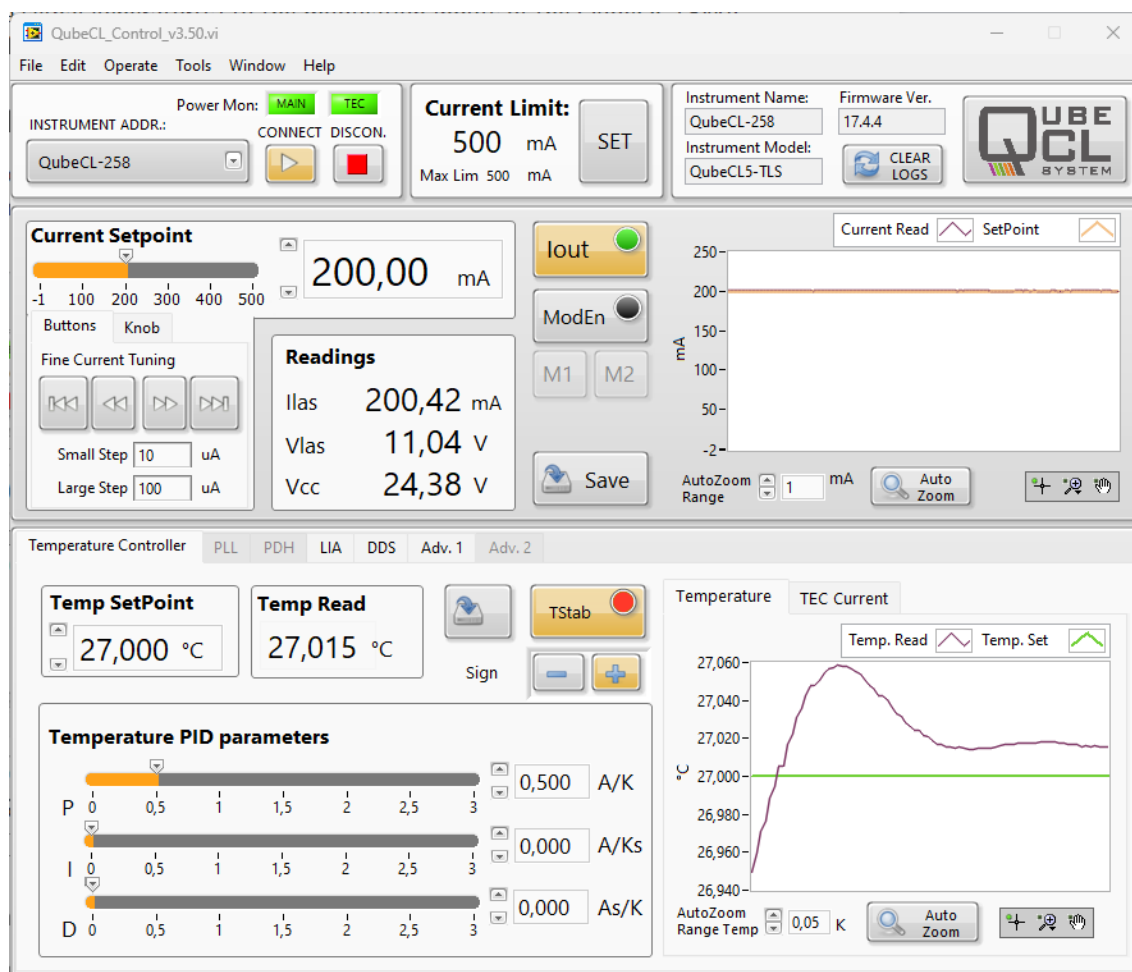 QubeCL_Control_v3.50.vi
File Edit Operate Tools Window Help
Power Mon: MAIN TEC
INSTRUMENT ADDR.:
QubeCL-258
CONNECT DISCON.
Current Limit:
500 mA
Max Lim 500 mA
SET
Instrument Name:
QubeCL-258
Firmware Ver.
17.4.4
Instrument Model:
QubeCL5-TLS
CLEAR
LOGS
QUBE
CL
SYSTEM
Current Setpoint
-1 100 200 300 400 500
200,00 mA
Buttons Knob
Fine Current Tuning
Small Step 10 uA
Large Step 100 uA
Readings
Ilas 200,42 mA
Vlas 11,04 V
Vcc 24,38 V
Iout
ModEn
M1 M2
Save
Current Read SetPoint
250
200
150
100
50
-2
mA
AutoZoom
Range
1 mA
Auto
Zoom
Temperature Controller PLL PDH LIA DDS Adv. 1 Adv. 2
Temp SetPoint
27,000 °C
Temp Read
27,015 °C
TStab
Sign
Temperature PID parameters
P 0 0,5 1 1,5 2 2,5 3
0,500 A/K
I 0 0,5 1 1,5 2 2,5 3
0,000 A/Ks
D 0 0,5 1 1,5 2 2,5 3
0,000 As/K
Temperature TEC Current
Temp. Read Temp. Set
27,060
27,040
27,020
27,000
26,980
26,960
26,940
°C
AutoZoom
Range Temp
0,05 K
Auto
Zoom